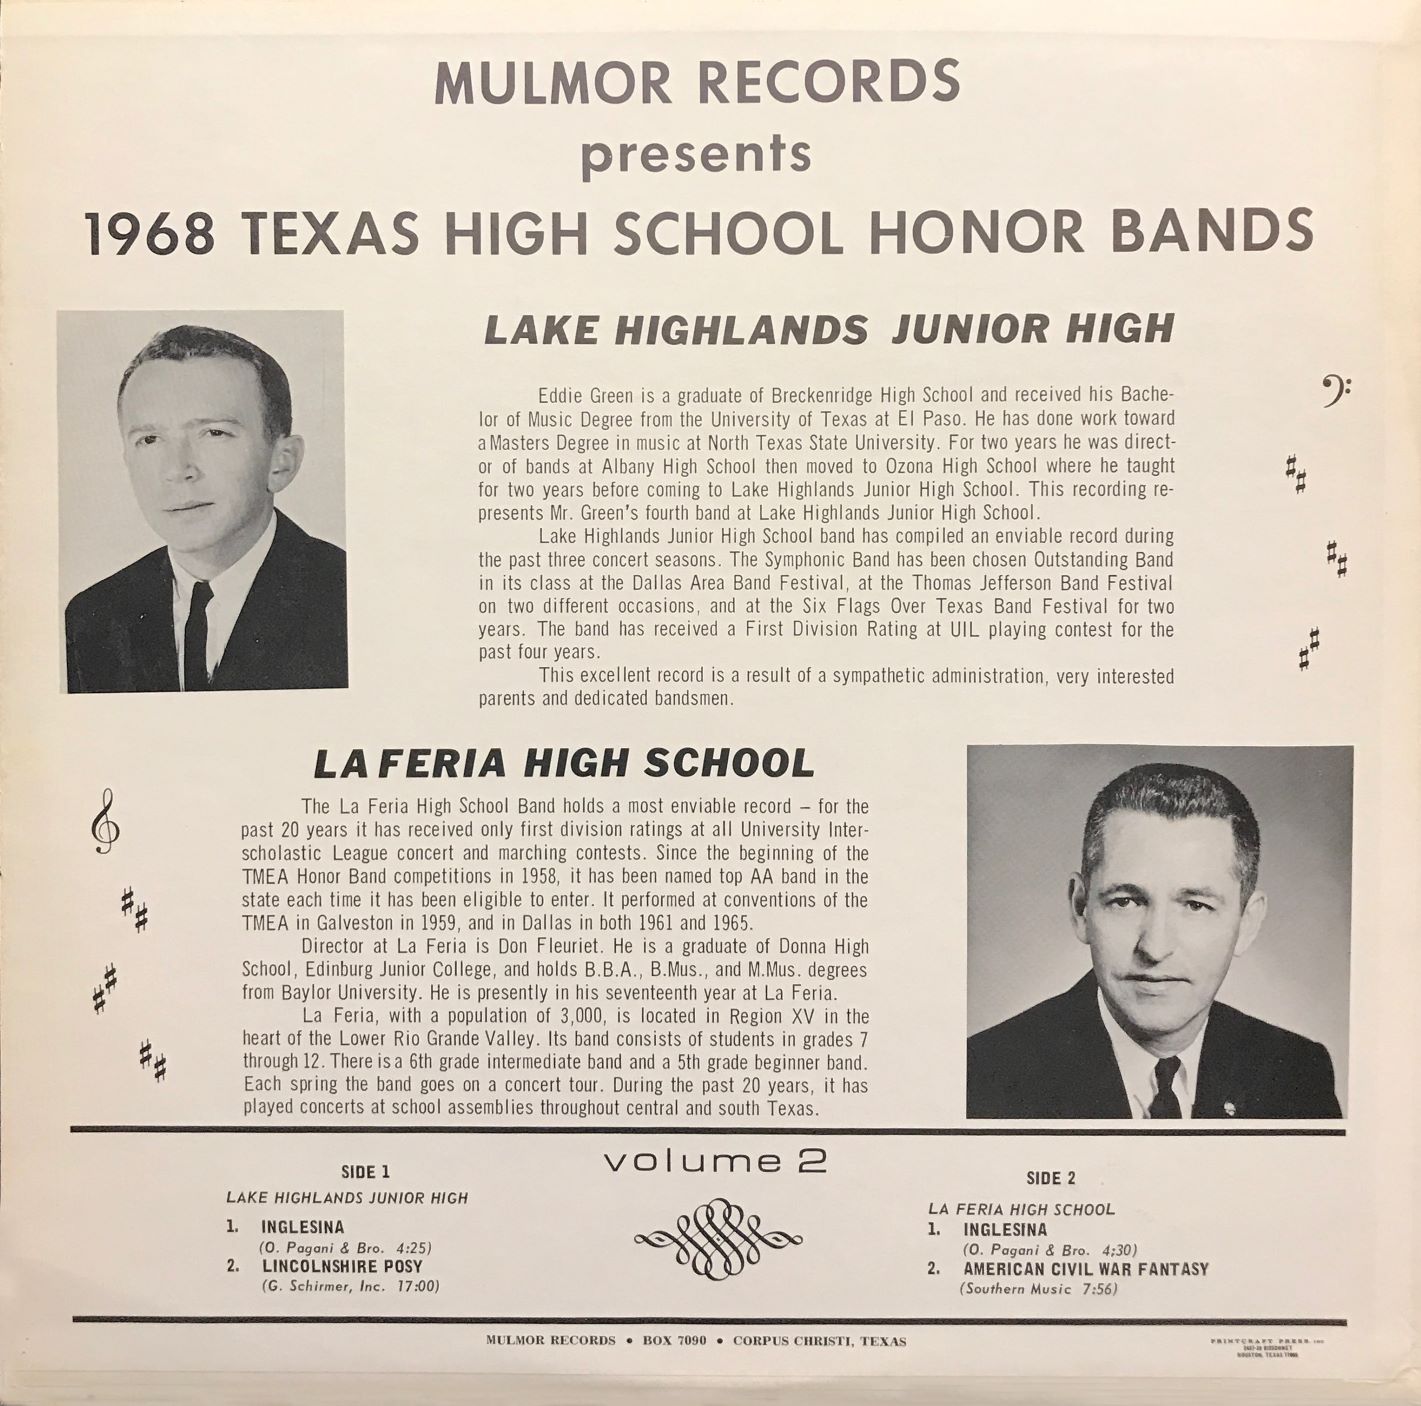 MULMOR RECORDS
presents
1968 TEXAS HIGH SCHOOL HONOR BANDS
LAKE HIGHLANDS JUNIOR HIGH
Eddie Green is a graduate of Breckenridge High School and received his Bache-
lor of Music Degree from the University of Texas at El Paso. He has done work toward
a Masters Degree in music at North Texas State University. For two years he was direct-
or of bands at Albany High School then moved to Ozona High School where he taught
for two years before coming to Lake Highlands Junior High School. This recording re-
presents Mr. Green's fourth band at Lake Highlands Junior High School.
Lake Highlands Junior High School band has compiled an enviable record during
the past three concert seasons. The Symphonic Band has been chosen Outstanding Band
in its class at the Dallas Area Band Festival, at the Thomas Jefferson Band Festival
on two different occasions, and at the Six Flags Over Texas Band Festival for two
years. The band has received a First Division Rating at UIL playing contest for the
past four years.
This excellent record is a result of a sympathetic administration, very interested
parents and dedicated bandsmen.
LA FERIA HIGH SCHOOL
The La Feria High School Band holds a most enviable record – for the
past 20 years it has received only first division ratings at all University Inter-
scholastic League concert and marching contests. Since the beginning of the
TMEA Honor Band competitions in 1958, it has been named top AA band in the
state each time it has been eligible to enter. It performed at conventions of the
TMEA in Galveston in 1959, and in Dallas in both 1961 and 1965.
Director at La Feria is Don Fleuriet. He is a graduate of Donna High
School, Edinburg Junior College, and holds B.B.A., B.Mus., and M.Mus. degrees
from Baylor University. He is presently in his seventeenth year at La Feria.
La Feria, with a population of 3,000, is located in Region XV in the
heart of the Lower Rio Grande Valley. Its band consists of students in grades 7
through 12. There is a 6th grade intermediate band and a 5th grade beginner band.
Each spring the band goes on a concert tour. During the past 20 years, it has
played concerts at school assemblies throughout central and south Texas.
volume 2
SIDE 1
LAKE HIGHLANDS JUNIOR HIGH
1. INGLESINA
(O. Pagani & Bro. 4:25)
2. LINCOLNSHIRE POSY
(G. Schirmer, Inc. 17:00)
SIDE 2
LA FERIA HIGH SCHOOL
1. INGLESINA
(O. Pagani & Bro. 4;30)
2. AMERICAN CIVIL WAR FANTASY
(Southern Music 7:56)
MULMOR RECORDS • BOX 7090 • CORPUS CHRISTI, TEXAS
PRINTCRAFT PRESS, INC
HOUSTON, TEXAS